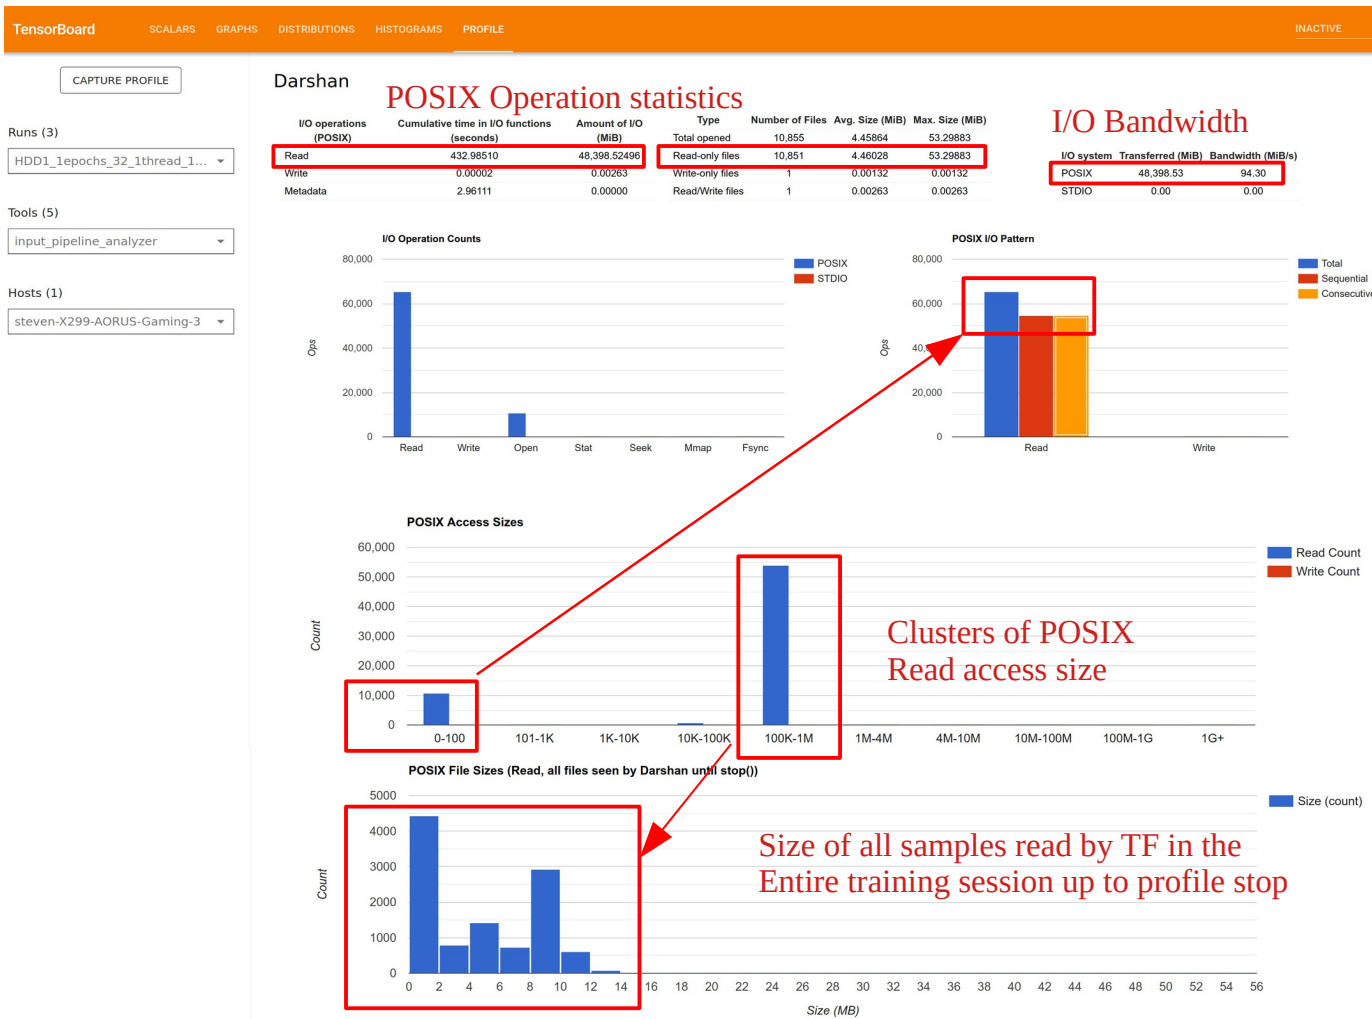 TensorBoard SCALARS GRAPHS DISTRIBUTIONS HISTOGRAMS PROFILE INACTIVE
CAPTURE PROFILE
Runs (3)
HDD1_1epochs_32_1thread_1...
Tools (5)
input_pipeline_analyzer
Hosts (1)
steven-X299-AORUS-Gaming-3
Darshan
POSIX Operation statistics
I/O operations (POSIX) Cumulative time in I/O functions (seconds) Amount of I/O (MiB)
Read 432.98510 48,398.52496
Write 0.00002 0.00263
Metadata 2.96111 0.00000
Type Number of Files Avg. Size (MiB) Max. Size (MiB)
Total opened 10,855 4.45864 53.29883
Read-only files 10,851 4.46028 53.29883
Write-only files 1 0.00132 0.00132
Read/Write files 1 0.00263 0.00263
I/O Bandwidth
I/O system Transferred (MiB) Bandwidth (MiB/s)
POSIX 48,398.53 94.30
STDIO 0.00 0.00
I/O Operation Counts
80,000
60,000
40,000
20,000
0
Ops
Read Write Open Stat Seek Mmap Fsync
POSIX
STDIO
POSIX I/O Pattern
80,000
60,000
40,000
20,000
0
Ops
Read Write
Total
Sequential
Consecutive
POSIX Access Sizes
60,000
50,000
40,000
30,000
20,000
10,000
0
Count
0-100 101-1K 1K-10K 10K-100K 100K-1M 1M-4M 4M-10M 10M-100M 100M-1G 1G+
Read Count
Write Count
Clusters of POSIX
Read access size
POSIX File Sizes (Read, all files seen by Darshan until stop())
5000
4000
3000
2000
1000
0
Count
0 2 4 6 8 10 12 14 16 18 20 22 24 26 28 30 32 34 36 38 40 42 44 46 48 50 52 54 56
Size (MB)
Size (count)
Size of all samples read by TF in the
Entire training session up to profile stop